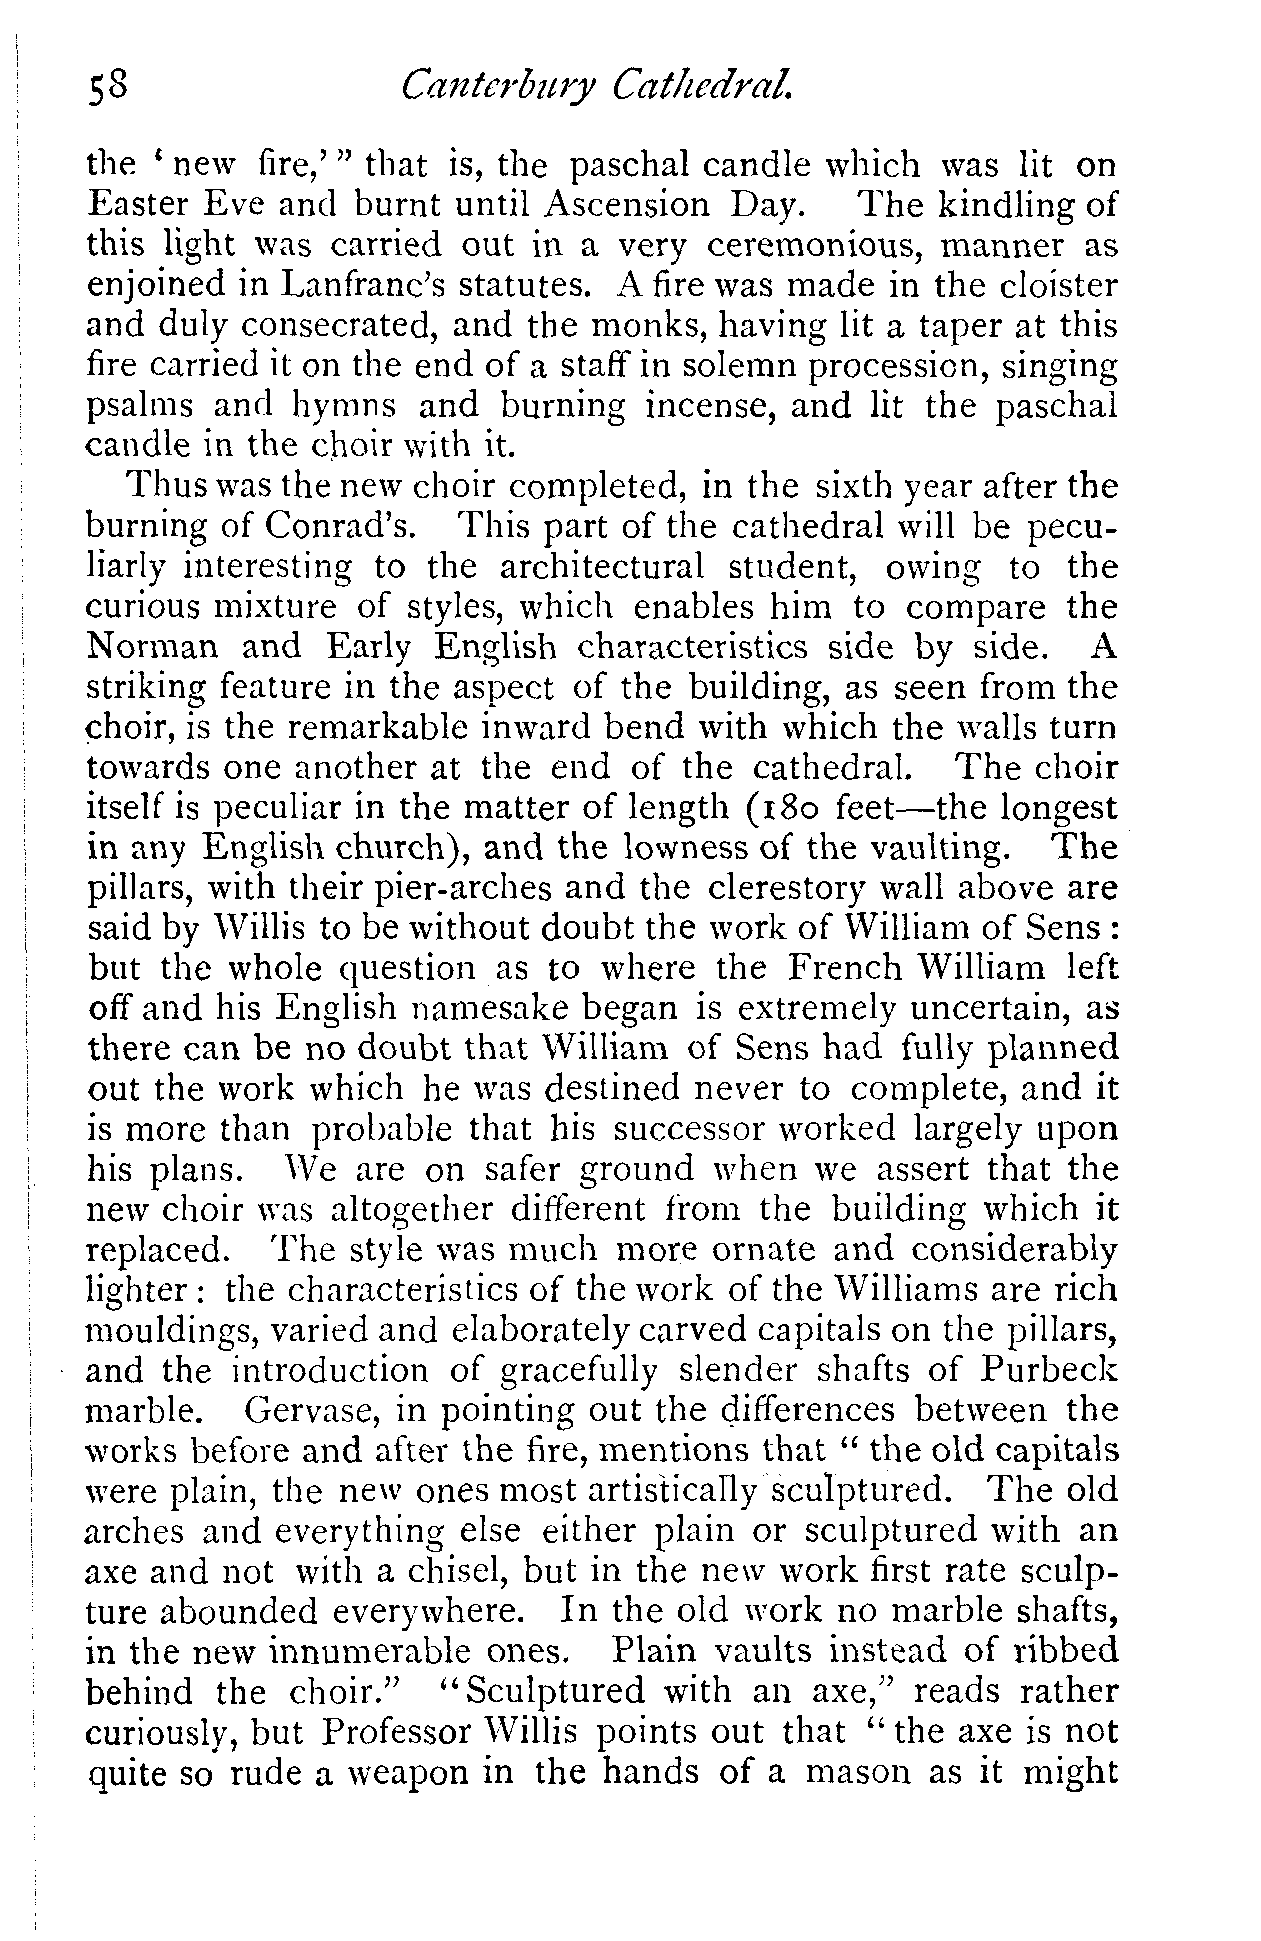 58 Canterbury Cathedral.
the ‘ new fire,’ ” that is, the paschal candle which was lit on
Easter Eve and burnt until Ascension Day. The kindling of
this light was carried out in a very ceremonious, manner as
enjoined in Lanfranc’s statutes. A fire was made in the cloister
and duly consecrated, and the monks, having lit a taper at this
fire carried it on the end of a staff in solemn procession, singing
psalms and hymns and burning incense, and lit the paschal
candle in the choir with it.
Thus was the new choir completed, in the sixth year after the
burning of Conrad’s. This part of the cathedral will be pecu-
liarly interesting to the architectural student, owing to the
curious mixture of styles, which enables him to compare the
Norman and Early English characteristics side by side. A
striking feature in the aspect of the building, as seen from the
choir, is the remarkable inward bend with which the walls turn
towards one another at the end of the cathedral. The choir
itself is peculiar in the matter of length (180 feet—the longest
in any English church), and the lowness of the vaulting. The
pillars, with their pier-arches and the clerestory wall above are
said by Willis to be without doubt the work of William of Sens :
but the whole question as to where the French William left
off and his English namesake began is extremely uncertain, as
there can be no doubt that William of Sens had fully planned
out the work which he was destined never to complete, and it
is more than probable that his successor worked largely upon
his plans. We are on safer ground when we assert that the
new choir was altogether different from the building which it
replaced. The style was much more ornate and considerably
lighter : the characteristics of the work of the Williams are rich
mouldings, varied and elaborately carved capitals on the pillars,
and the introduction of gracefully slender shafts of Purbeck
marble. Gervase, in pointing out the differences between the
works before and after the fire, mentions that “ the old capitals
were plain, the new ones most artistically sculptured. The old
arches and everything else either plain or sculptured with an
axe and not with a chisel, but in the new work first rate sculp-
ture abounded everywhere. In the old work no marble shafts,
in the new innumerable ones. Plain vaults instead of ribbed
behind the choir.” “ Sculptured with an axe,” reads rather
curiously, but Professor Willis points out that “ the axe is not
quite so rude a weapon in the hands of a mason as it might